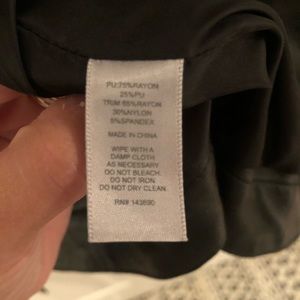 PU:75%RAYON
25%PU
TRIM 65%RAYON
30%NYLON
5%SPANDEX
MADE IN CHINA
WIPE WITH A
DAMP CLOTH
AS NECESSARY
DO NOT BLEACH
DO NOT IRON
DO NOT DRY CLEAN
RN# 143890